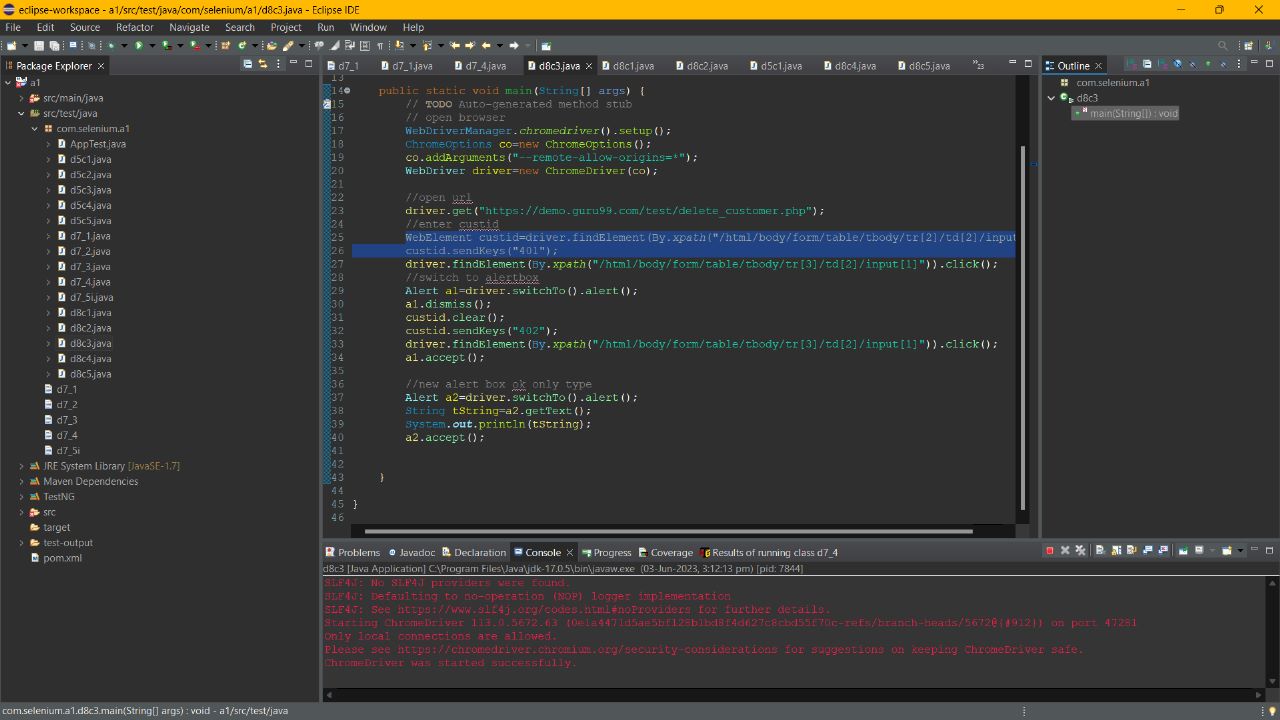 eclipse-workspace - a1/src/test/java/com/selenium/a1/d8c3.java - Eclipse IDE
File Edit Source Refactor Navigate Search Project Run Window Help
Package Explorer
a1
src/main/java
src/test/java
com.selenium.a1
AppTest.java
d5c1.java
d5c2.java
d5c3.java
d5c4.java
d5c5.java
d7_1.java
d7_2.java
d7_3.java
d7_4.java
d7_5i.java
d8c1.java
d8c2.java
d8c3.java
d8c4.java
d8c5.java
d7_1
d7_2
d7_3
d7_4
d7_5i
JRE System Library [JavaSE-1.7]
Maven Dependencies
TestNG
src
target
test-output
pom.xml
d7_1 d7_1.java d7_4.java d8c3.java d8c1.java d8c2.java d5c1.java d8c4.java d8c5.java »23
13
14 public static void main(String[] args) {
15 // TODO Auto-generated method stub
16 // open browser
17 WebDriverManager.chromedriver().setup();
18 ChromeOptions co=new ChromeOptions();
19 co.addArguments("--remote-allow-origins=*");
20 WebDriver driver=new ChromeDriver(co);
21
22 //open url
23 driver.get("https://demo.guru99.com/test/delete_customer.php");
24 //enter custid
25 WebElement custid=driver.findElement(By.xpath("/html/body/form/table/tbody/tr[2]/td[2]/input
26 custid.sendKeys("401");
27 driver.findElement(By.xpath("/html/body/form/table/tbody/tr[3]/td[2]/input[1]")).click();
28 //switch to alertbox
29 Alert a1=driver.switchTo().alert();
30 a1.dismiss();
31 custid.clear();
32 custid.sendKeys("402");
33 driver.findElement(By.xpath("/html/body/form/table/tbody/tr[3]/td[2]/input[1]")).click();
34 a1.accept();
35
36 //new alert box ok only type
37 Alert a2=driver.switchTo().alert();
38 String tString=a2.getText();
39 System.out.println(tString);
40 a2.accept();
41
42
43 }
44
45 }
46
Outline
com.selenium.a1
d8c3
main(String[]) : void
Problems Javadoc Declaration Console Progress Coverage Results of running class d7_4
d8c3 [Java Application] C:\Program Files\Java\jdk-17.0.5\bin\javaw.exe (03-Jun-2023, 3:12:13 pm) [pid: 7844]
SLF4J: No SLF4J providers were found.
SLF4J: Defaulting to no-operation (NOP) logger implementation
SLF4J: See https://www.slf4j.org/codes.html#noProviders for further details.
Starting ChromeDriver 113.0.5672.63 (0e1a4471d5ae5bf128b1bd8f4d627c8cbd55f70c-refs/branch-heads/5672@{#912}) on port 47281
Only local connections are allowed.
Please see https://chromedriver.chromium.org/security-considerations for suggestions on keeping ChromeDriver safe.
ChromeDriver was started successfully.
com.selenium.a1.d8c3.main(String[] args) : void - a1/src/test/java